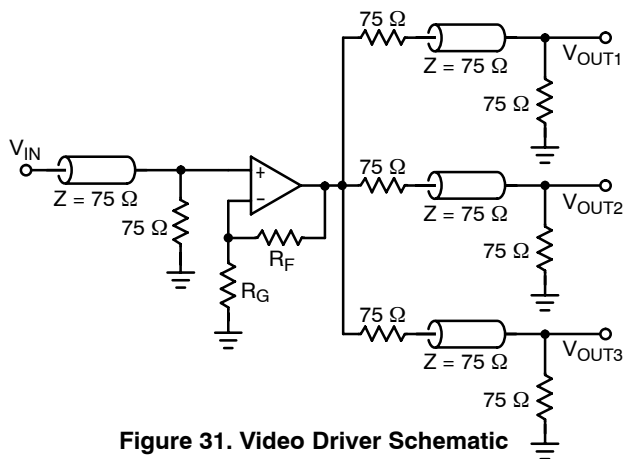 75 Ω
Z = 75 Ω
VOUT1
75 Ω
VIN
Z = 75 Ω
75 Ω
+
−
RF
RG
75 Ω
Z = 75 Ω
VOUT2
75 Ω
75 Ω
Z = 75 Ω
VOUT3
75 Ω
Figure 31. Video Driver Schematic